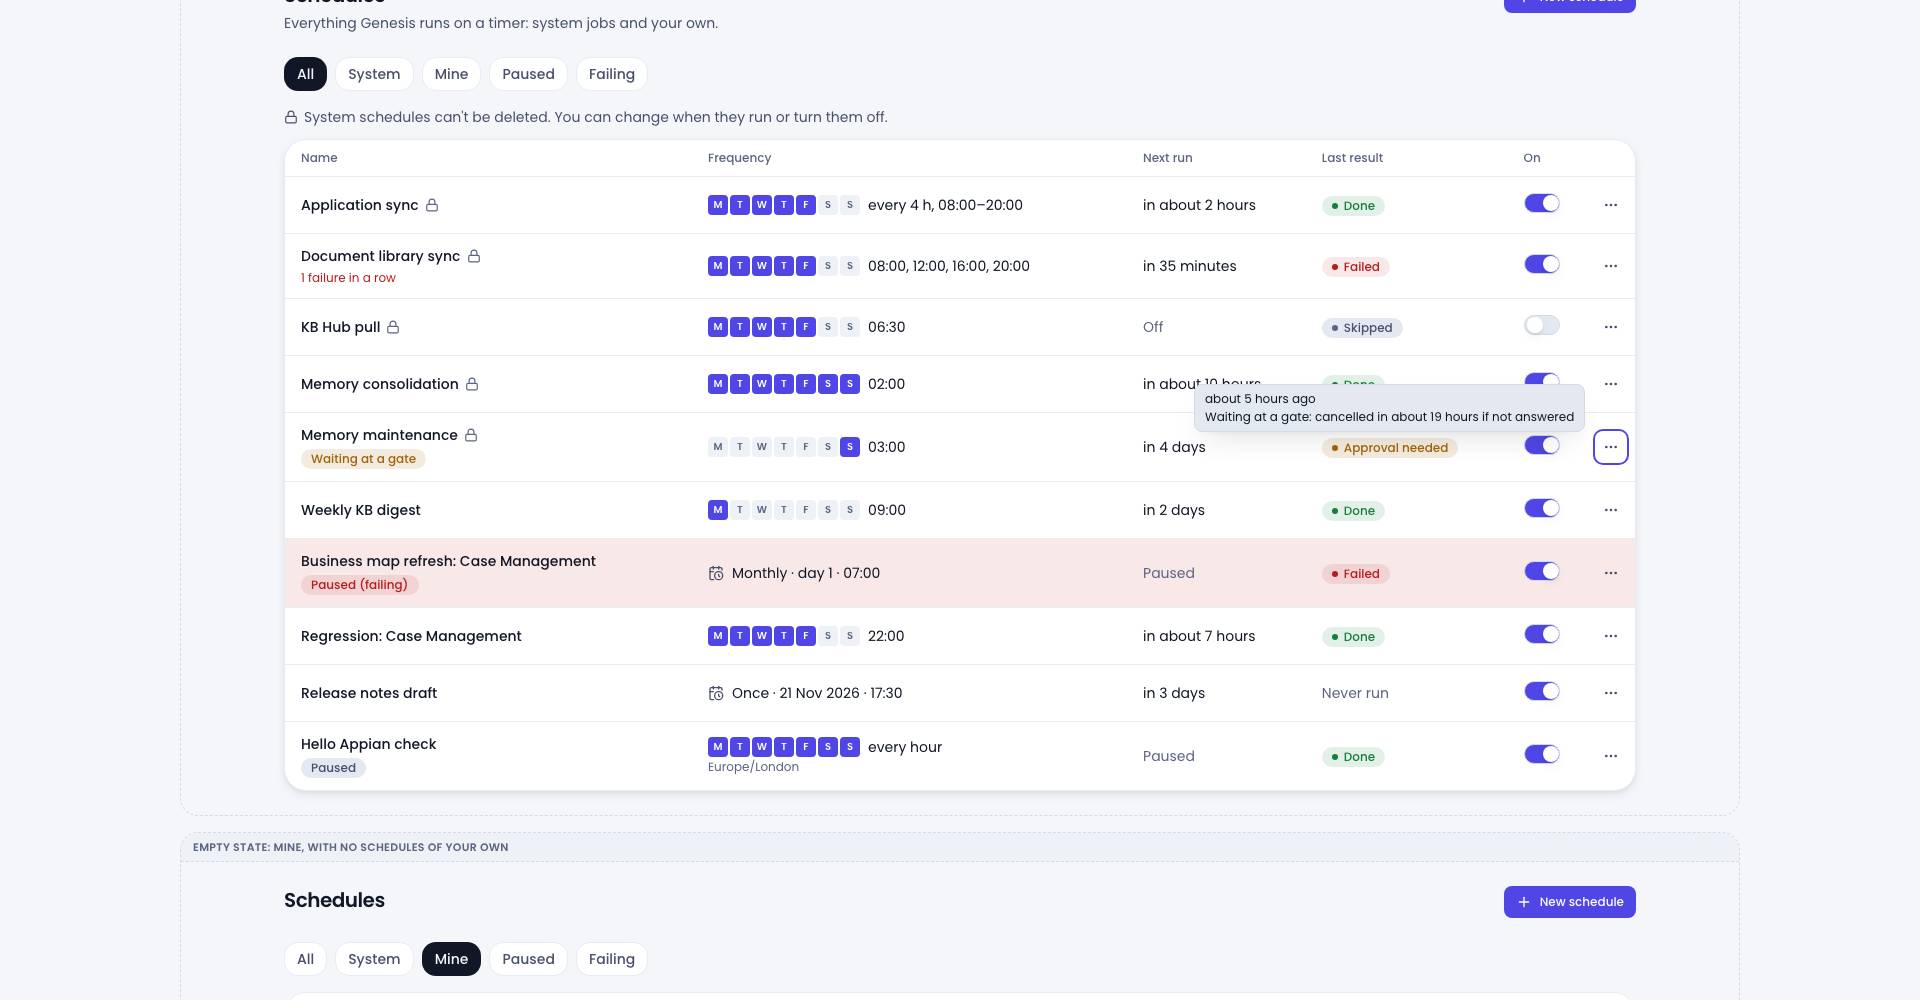 Schedules
New schedule
Everything Genesis runs on a timer: system jobs and your own.
All System Mine Paused Failing
System schedules can't be deleted. You can change when they run or turn them off.
Name Frequency Next run Last result On
Application sync M T W T F S S every 4 h, 08:00–20:00 in about 2 hours Done
Document library sync M T W T F S S 08:00, 12:00, 16:00, 20:00 in 35 minutes Failed
1 failure in a row
KB Hub pull M T W T F S S 06:30 Off Skipped
Memory consolidation M T W T F S S 02:00 in about 10 hours Done
about 5 hours ago
Waiting at a gate: cancelled in about 19 hours if not answered
Memory maintenance M T W T F S S 03:00 in 4 days Approval needed
Waiting at a gate
Weekly KB digest M T W T F S S 09:00 in 2 days Done
Business map refresh: Case Management Monthly · day 1 · 07:00 Paused Failed
Paused (failing)
Regression: Case Management M T W T F S S 22:00 in about 7 hours Done
Release notes draft Once · 21 Nov 2026 · 17:30 in 3 days Never run
Hello Appian check M T W T F S S every hour Paused Done
Paused Europe/London
EMPTY STATE: MINE, WITH NO SCHEDULES OF YOUR OWN
Schedules
New schedule
All System Mine Paused Failing